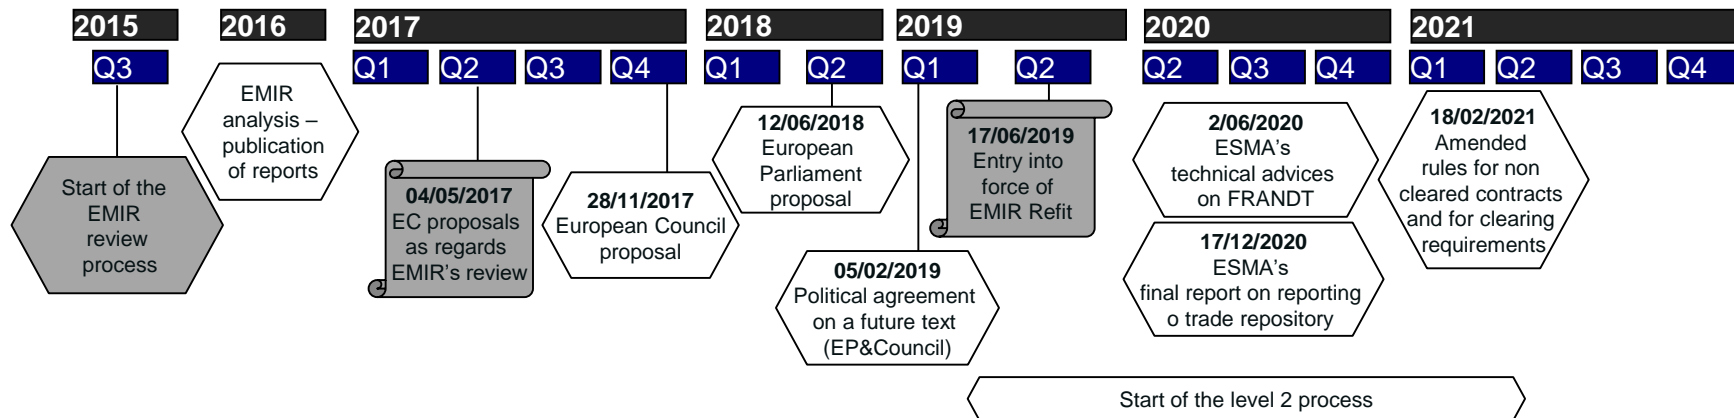 2015
2016
2017
2018
2019
2020
2021
Q3
Q1
Q2
Q3
Q4
Q1
Q2
Q1
Q2
Q2
Q3
Q4
Q1
Q2
Q3
Q4
Start of the
EMIR
review
process
EMIR
analysis –
publication
of reports
04/05/2017
EC proposals
as regards
EMIR's review
28/11/2017
European Council
proposal
12/06/2018
European
Parliament
proposal
05/02/2019
Political agreement
on a future text
(EP&Council)
17/06/2019
Entry into
force of
EMIR Refit
2/06/2020
ESMA's
technical advices
on FRANDT
17/12/2020
ESMA's
final report on reporting
o trade repository
18/02/2021
Amended
rules for non
cleared contracts
and for clearing
requirements
Start of the level 2 process